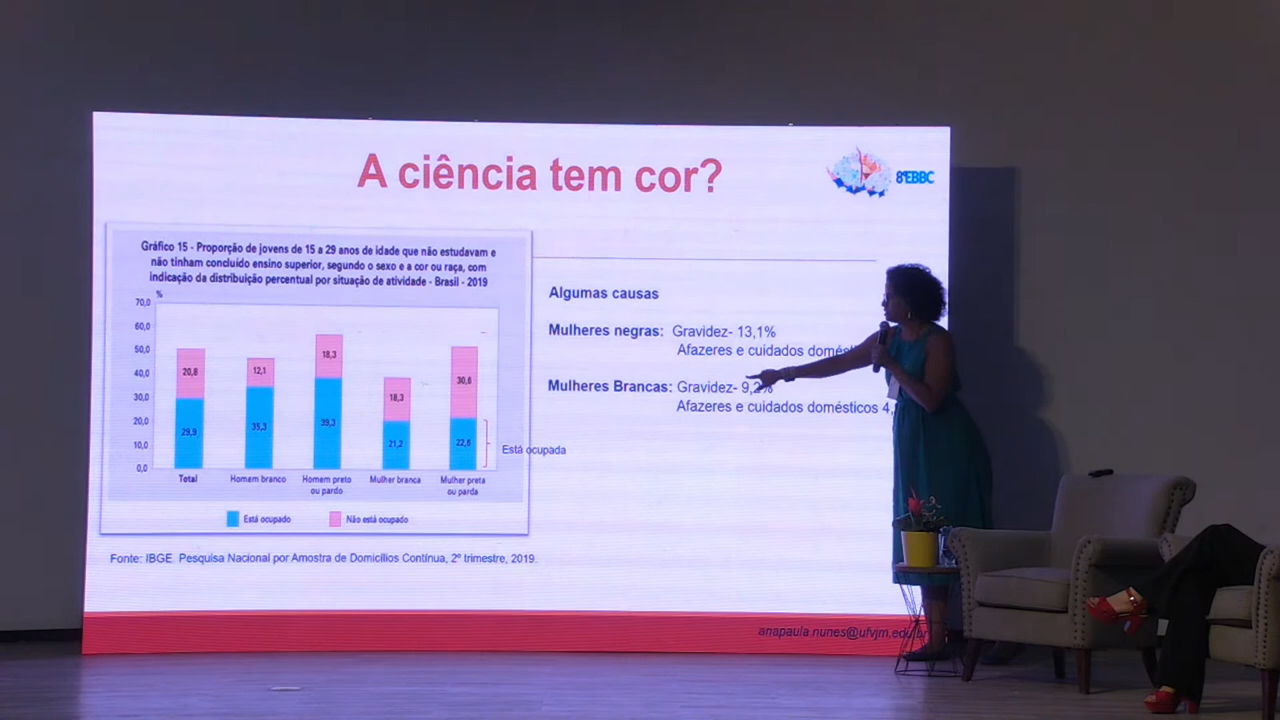 A ciência tem cor?
8ºEBBC
Gráfico 15 - Proporção de jovens de 15 a 29 anos de idade que não estudavam e
não tinham concluído ensino superior, segundo o sexo e a cor ou raça, com
indicação da distribuição percentual por situação de atividade - Brasil - 2019
%
70,0
60,0
50,0
40,0
30,0
20,0
10,0
0,0
20,8
29,9
12,1
35,3
18,3
39,3
18,3
21,2
30,6
22,6
Está ocupada
Total
Homem branco
Homem preto
ou pardo
Mulher branca
Mulher preta
ou parda
Está ocupado
Não está ocupado
Fonte: IBGE Pesquisa Nacional por Amostra de Domicílios Contínua, 2º trimestre, 2019.
Algumas causas
Mulheres negras: Gravidez- 13,1%
Afazeres e cuidados
Mulheres Brancas: Gravidez- 9,2%
Afazeres e cuidados domésticos 4,
anapaula.nunes@ufvjm.edu.br